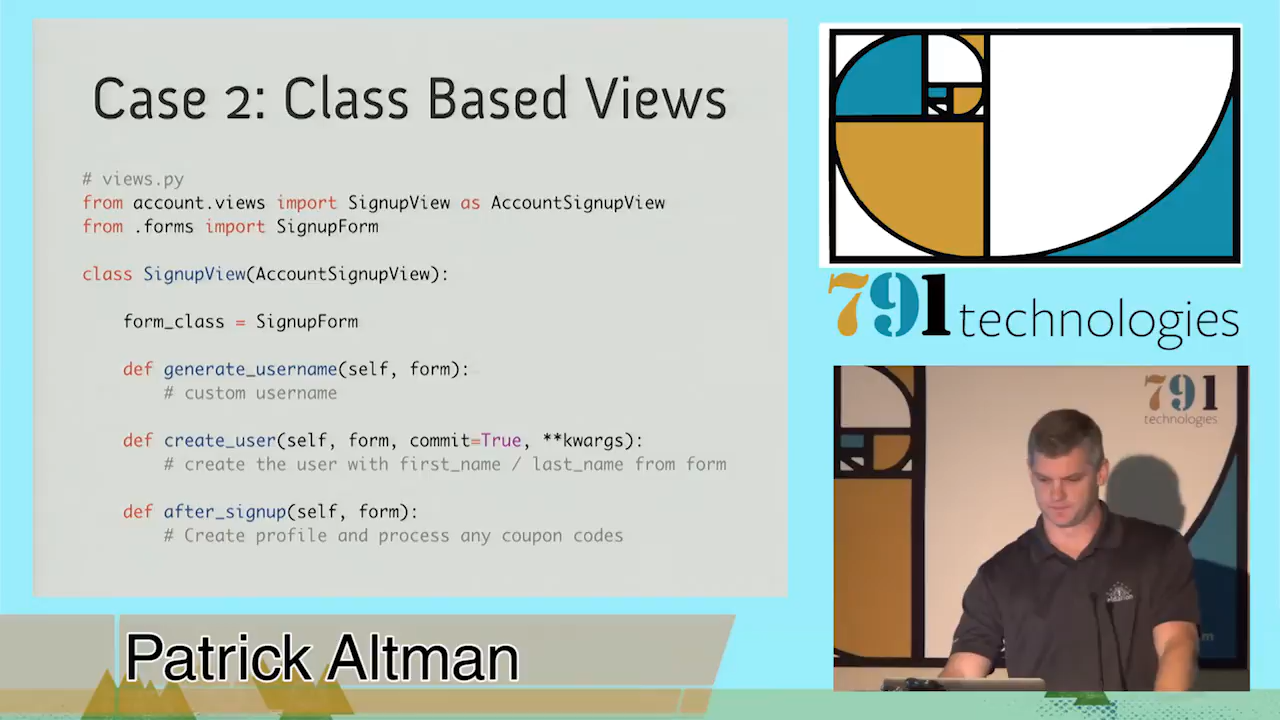 Case 2: Class Based Views
# views.py
from account.views import SignupView as AccountSignupView
from .forms import SignupForm
class SignupView(AccountSignupView):
form_class = SignupForm
def generate_username(self, form):
# custom username
def create_user(self, form, commit=True, **kwargs):
# create the user with first_name / last_name from form
def after_signup(self, form):
# Create profile and process any coupon codes
791 technologies
791
technologies
Patrick Altman